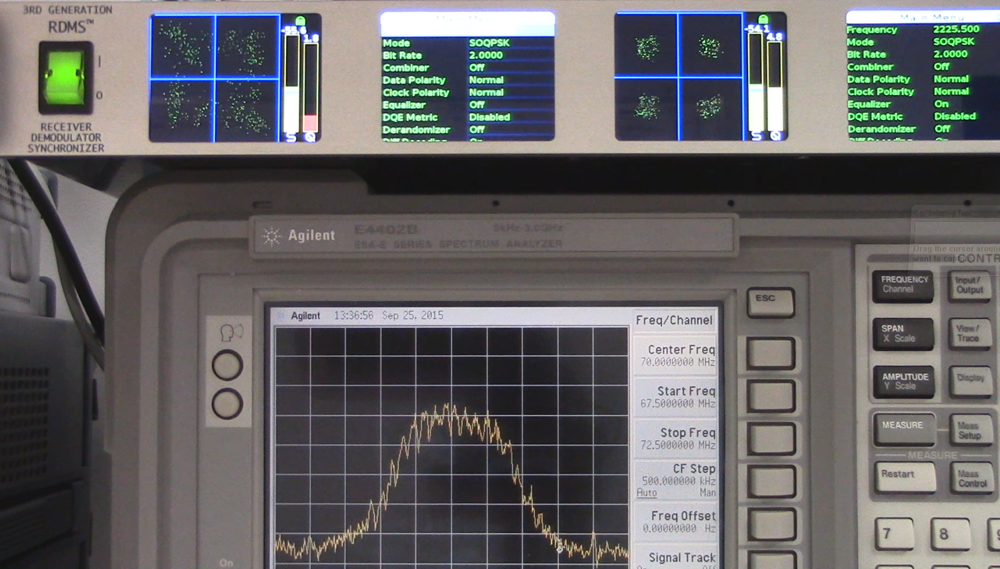 3RD GENERATION
RDMS™
RECEIVER
DEMODULATOR
SYNCHRONIZER
-55.6
1.8
S Q
Main Menu
Mode SOQPSK
Bit Rate 2.0000
Combiner Off
Data Polarity Normal
Clock Polarity Normal
Equalizer Off
DQE Metric Disabled
Derandomizer Off
-54.1
4.8
S Q
Main Menu
Frequency 2225.500
Mode SOQPSK
Bit Rate 2.0000
Combiner Off
Data Polarity Normal
Clock Polarity Normal
Equalizer On
DQE Metric Disabled
Derandomizer Off
Agilent E4402B 9kHz-3.0GHz
ESA-E SERIES SPECTRUM ANALYZER
Snipping Tool
Drag the cursor around
want to capture.
CONTR
Agilent 13:36:56 Sep 25, 2015
Freq/Channel
Center Freq
70.0000000 MHz
Start Freq
67.5000000 MHz
Stop Freq
72.5000000 MHz
CF Step
500.000000 kHz
Auto Man
Freq Offset
0.00000000 Hz
Signal Track
On Off
ESC
FREQUENCY
Channel
Input/
Output
SPAN
X Scale
View/
Trace
AMPLITUDE
Y Scale
Display
MEASURE
Meas
Setup
MEASURE
Restart
Meas
Control
7 8 9
On